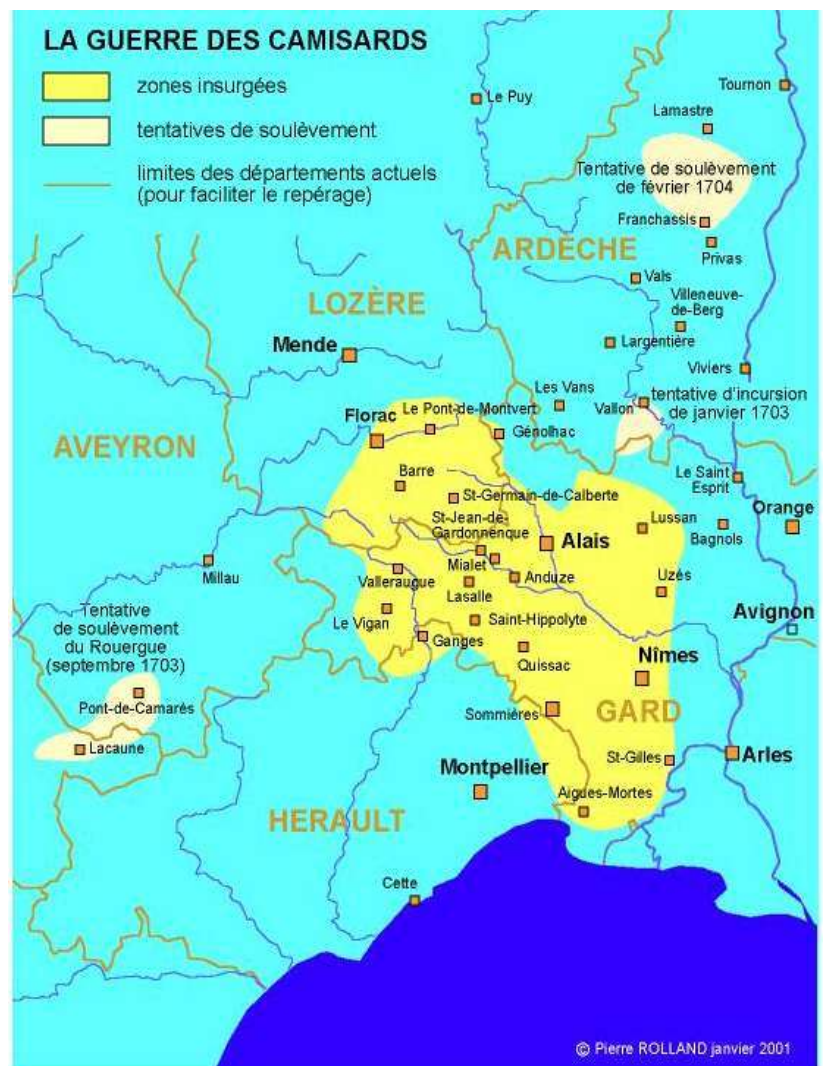 LA GUERRE DES CAMISARDS
zones insurgées
tentatives de soulèvement
limites des départements actuels
(pour faciliter le repérage)
Le Puy
Tournon
Lamastre
Tentative de soulèvement
de février 1704
Franchassis
Privas
ARDÈCHE
Vals
Villeneuve-
de-Berg
LOZÈRE
Mende
Largentière
Viviers
Les Vans
tentative d'incursion
de janvier 1703
Vallon
Florac
Le Pont-de-Montvert
Génolhac
AVEYRON
Barre
Le Saint
Esprit
St-Germain-de-Calberte
Orange
St-Jean-de-
Gardonnenque
Lussan
Bagnols
Alais
Millau
Mialet
Valleraugue
Anduze
Uzés
Lasalle
Tentative
de soulèvement
du Rouergue
(septembre 1703)
Le Vigan
Saint-Hippolyte
Avignon
Ganges
Quissac
Nîmes
Pont-de-Camarès
Sommières
GARD
Lacaune
St-Gilles
Arles
Montpellier
Aigues-Mortes
HERAULT
Cette
© Pierre ROLLAND janvier 2001